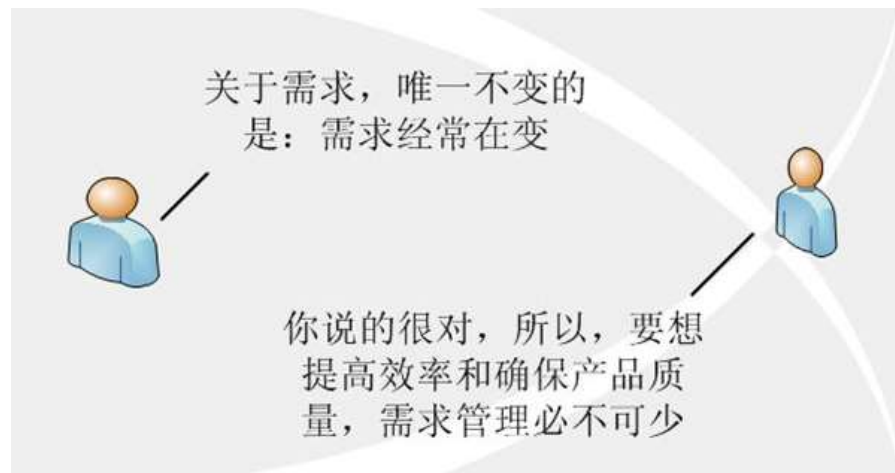 关于需求，唯一不变的
是：需求经常在变
你说的很对，所以，要想
提高效率和确保产品质
量，需求管理必不可少